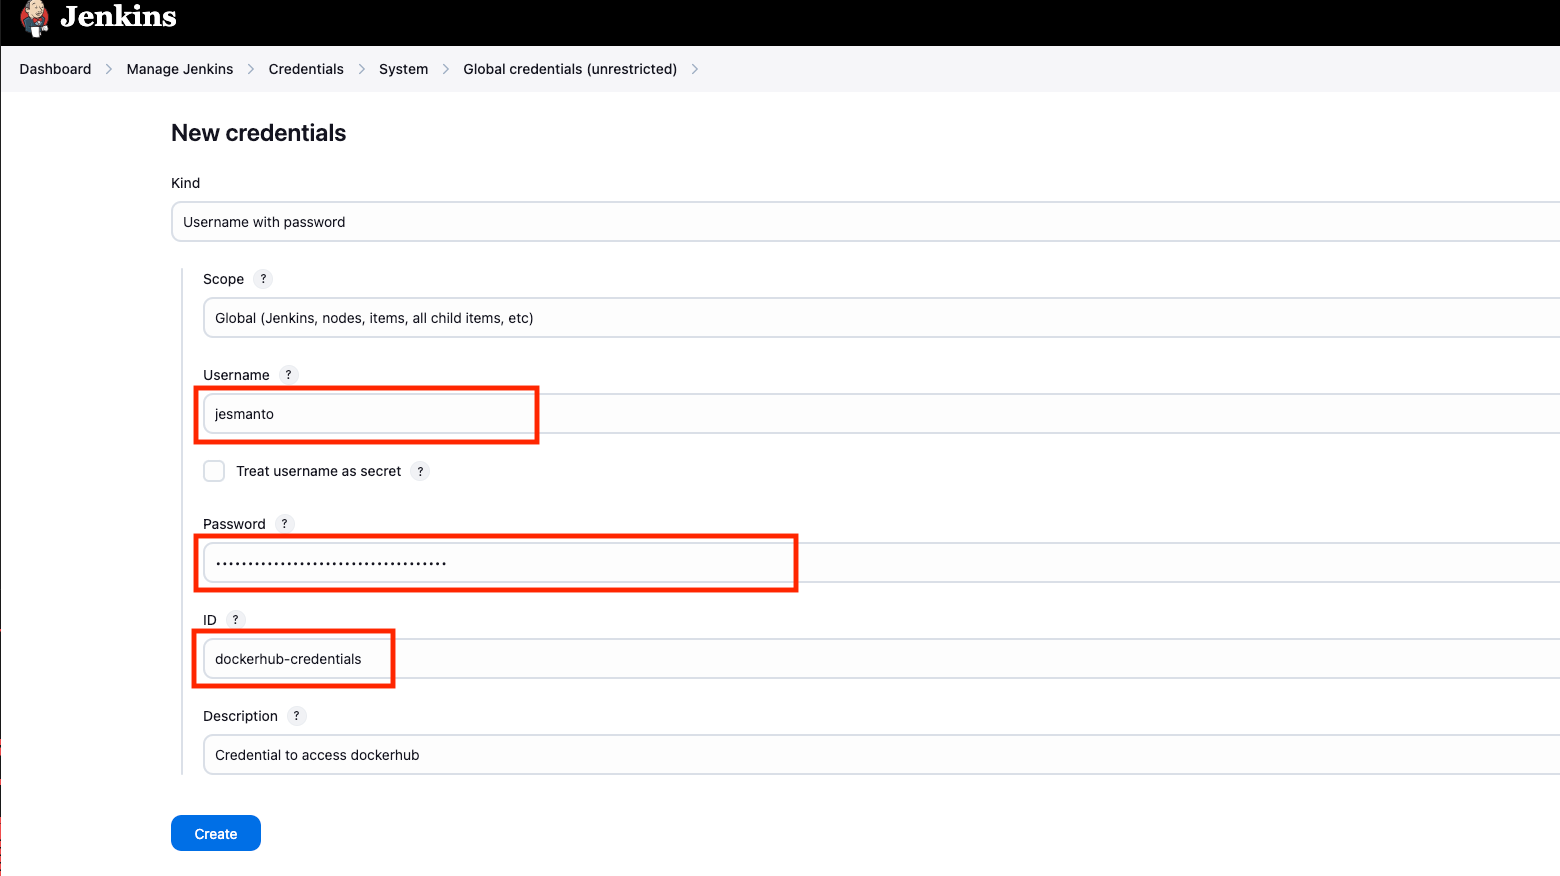 Jenkins
Dashboard > Manage Jenkins > Credentials > System > Global credentials (unrestricted) >
New credentials
Kind
Username with password
Scope ?
Global (Jenkins, nodes, items, all child items, etc)
Username ?
jesmanto
Treat username as secret ?
Password ?
••••••••••••••••••••••••••••••••••••
ID ?
dockerhub-credentials
Description ?
Credential to access dockerhub
Create